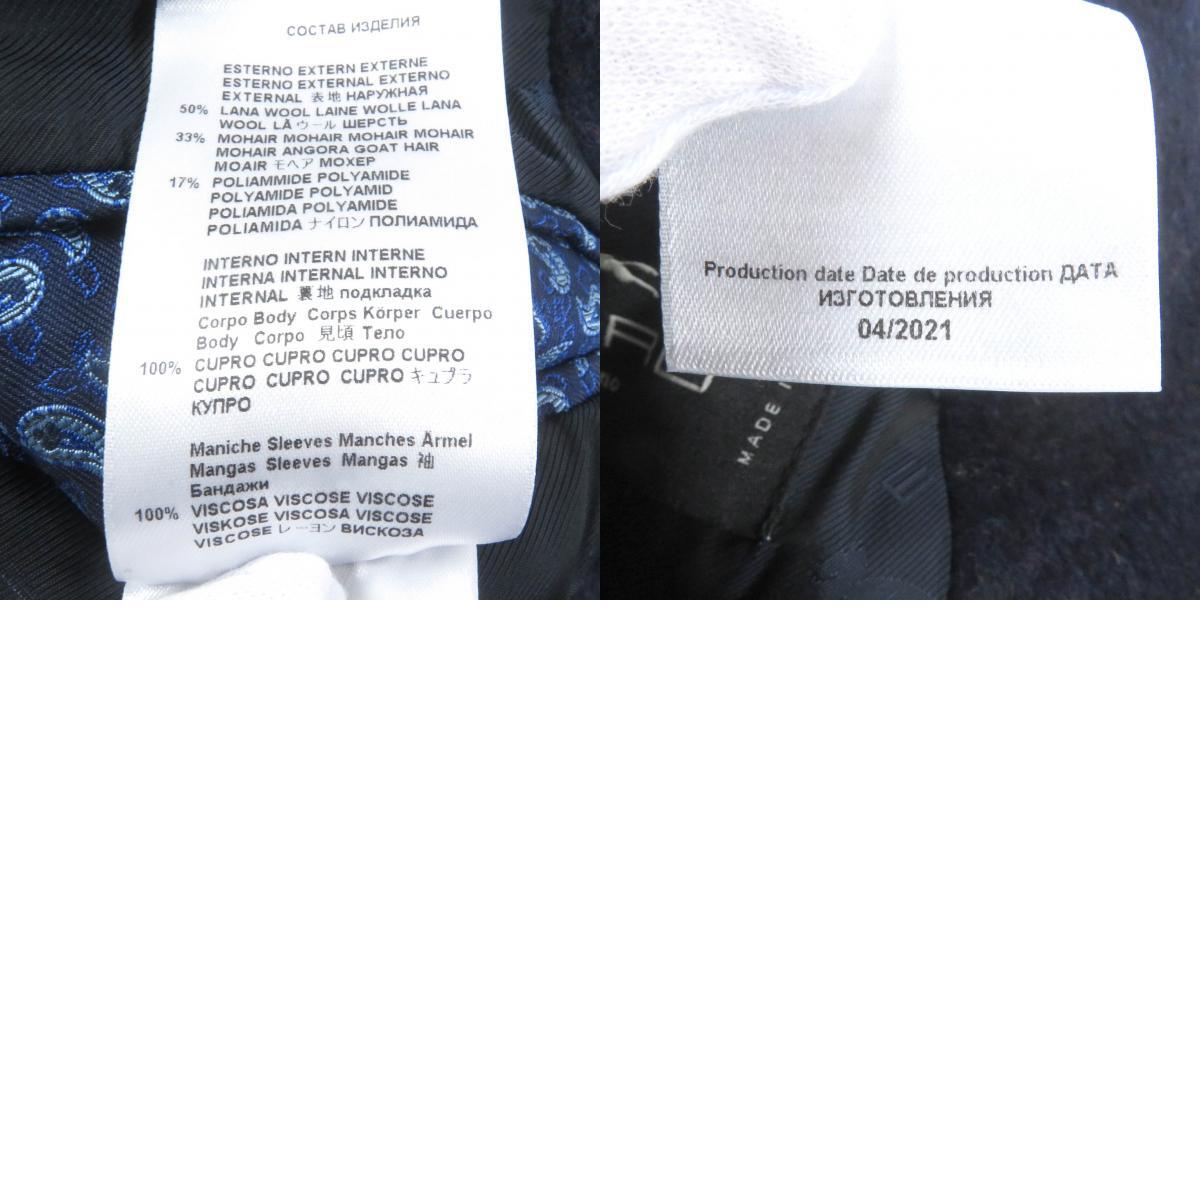 СОСТАВ ИЗДЕЛИЯ
ESTERNO EXTERN EXTERNE
ESTERNO EXTERNAL EXTERNO
EXTERNAL 表地 НАРУЖНАЯ
50% LANA WOOL LAINE WOLLE LANA
WOOL LÃ ウール ШЕРСТЬ
33% MOHAIR MOHAIR MOHAIR MOHAIR
MOHAIR ANGORA GOAT HAIR
MOAIR モヘア МОХЕР
17% POLIAMMIDE POLYAMIDE
POLYAMIDE POLYAMID
POLIAMIDA POLYAMIDE
POLIAMIDA ナイロン ПОЛИАМИДА
INTERNO INTERN INTERNE
INTERNA INTERNAL INTERNO
INTERNAL 裏地 подкладка
Corpo Body Corps Körper Cuerpo
Body Corpo 見頃 Тело
100% CUPRO CUPRO CUPRO CUPRO
CUPRO CUPRO CUPRO キュプラ
КУПРО
Maniche Sleeves Manches Ärmel
Mangas Sleeves Mangas 袖
Бандажи
100% VISCOSA VISCOSE VISCOSE
VISKOSE VISCOSA VISCOSE
VISCOSE レーヨン ВИСКОЗА
Production date Date de production ДАТА
ИЗГОТОВЛЕНИЯ
04/2021
MADE